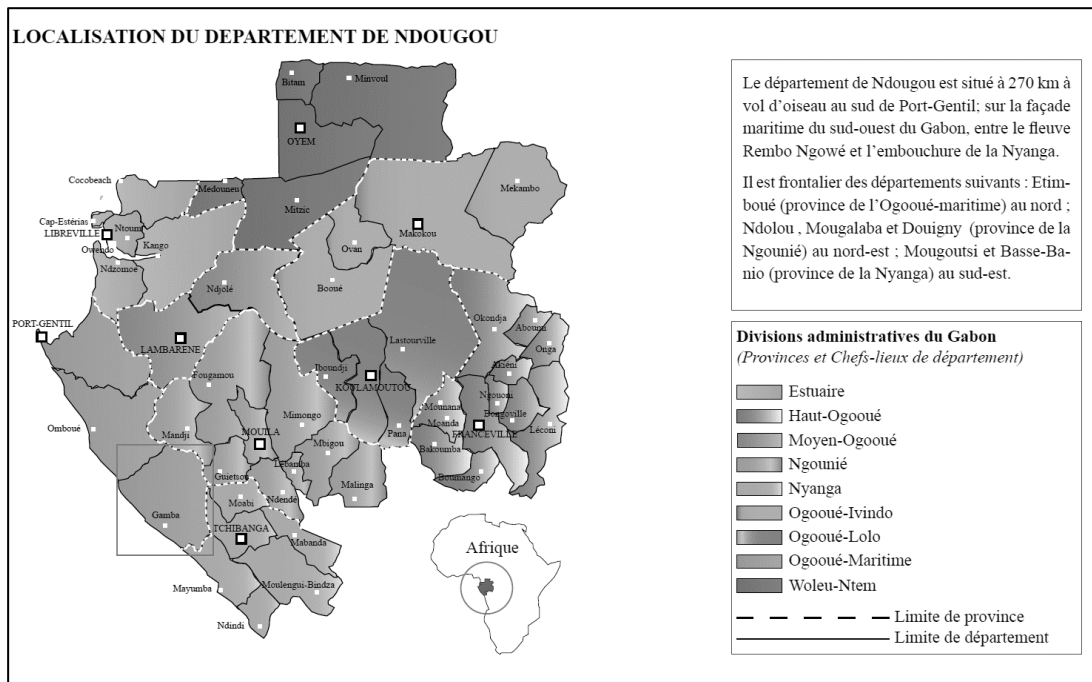 LOCALISATION DU DEPARTEMENT DE NDOUGOU
Bitam
Minvoul
OYEM
Cocobeach
Medouneu
Mitzic
Mekambo
Makokou
Cap-Estérias
LIBREVILLE
Ntoum
Owendo
Kango
Ndzomoé
Ovan
Ndjolé
Booué
PORT-GENTIL
LAMBARENE
Okondja
Aboumi
Onga
Lastourville
Akiéni
Fougamou
Iboundji
KOULAMOUTOU
Ngouoni
Bongoville
Mounana
Moanda
FRANCEVILLE
Léconi
Omboué
Mandji
Mimongo
MOUILA
Pana
Mbigou
Bakoumba
Boumango
Lébamba
Guietsou
Malinga
Moabi
Ndendé
Gamba
TCHIBANGA
Mabanda
Mayumba
Moulengui-Bindza
Ndindi
Afrique
Le département de Ndougou est situé à 270 km à
vol d'oiseau au sud de Port-Gentil; sur la façade
maritime du sud-ouest du Gabon, entre le fleuve
Rembo Ngowé et l'embouchure de la Nyanga.
Il est frontalier des départements suivants : Etim-
boué (province de l'Ogooué-maritime) au nord ;
Ndolou , Mougalaba et Douigny (province de la
Ngounié) au nord-est ; Mougoutsi et Basse-Ba-
nio (province de la Nyanga) au sud-est.
Divisions administratives du Gabon
(Provinces et Chefs-lieux de département)
Estuaire
Haut-Ogooué
Moyen-Ogooué
Ngounié
Nyanga
Ogooué-Ivindo
Ogooué-Lolo
Ogooué-Maritime
Woleu-Ntem
Limite de province
Limite de département